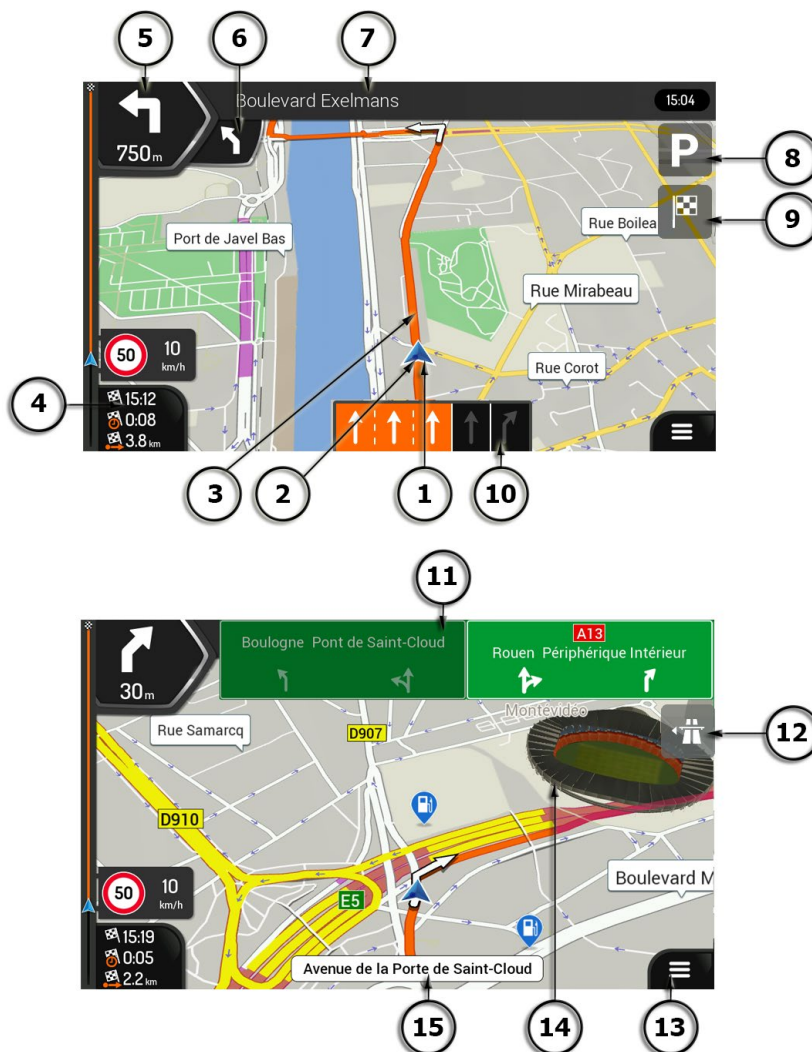 5
6
7
Boulevard Exelmans
15:04
750 m
P
8
9
Port de Javel Bas
Rue Boilea
Rue Mirabeau
50
10
km/h
Rue Corot
4
15:12
0:08
3.8 km
3
2
1
10
11
Boulogne Pont de Saint-Cloud
A13
Rouen Périphérique Intérieur
30 m
Montévidéo
Rue Samarcq
D907
12
D910
50
10
km/h
Boulevard M
E5
15:19
0:05
2.2 km
Avenue de la Porte de Saint-Cloud
15
14
13